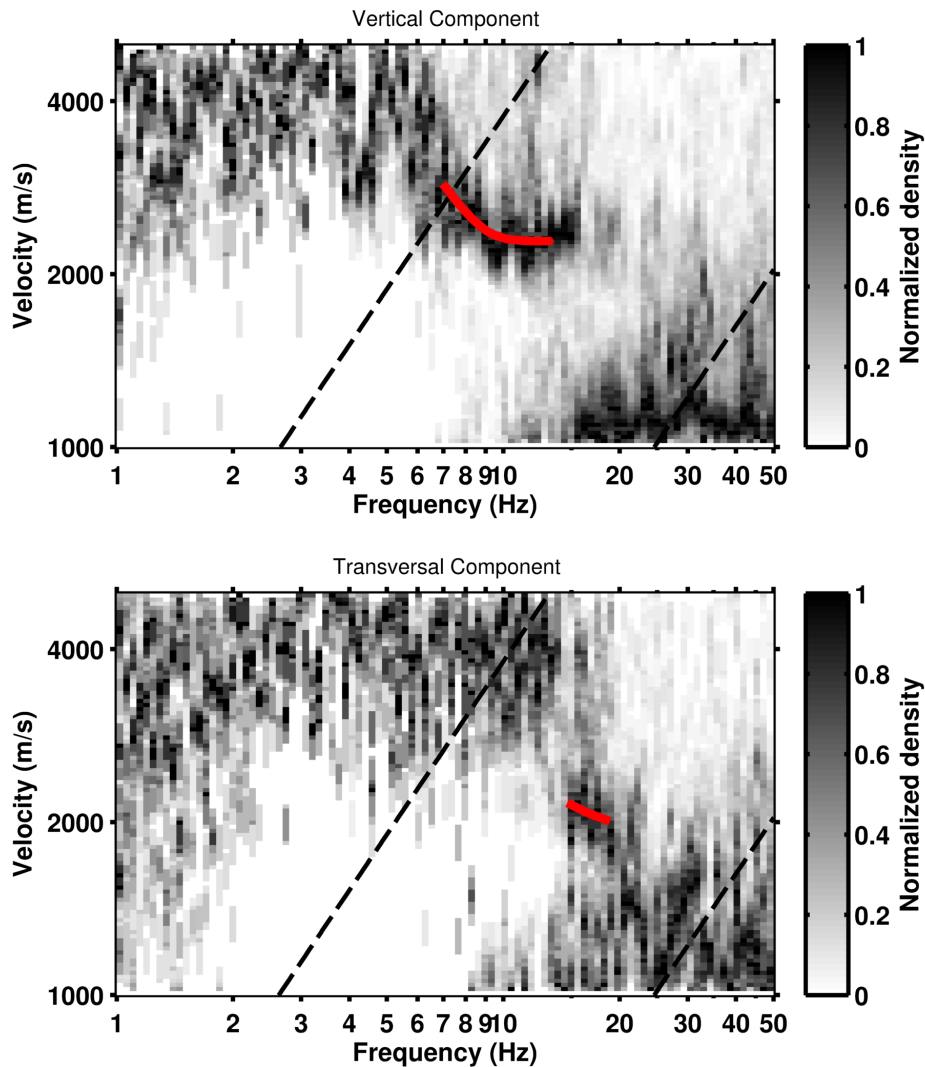 Vertical Component
4000
2000
1000
Velocity (m/s)
1 2 3 4 5 6 7 8 9 10 20 30 40 50
Frequency (Hz)
1
0.8
0.6
0.4
0.2
0
Normalized density
Transversal Component
4000
2000
1000
Velocity (m/s)
1 2 3 4 5 6 7 8 9 10 20 30 40 50
Frequency (Hz)
1
0.8
0.6
0.4
0.2
0
Normalized density